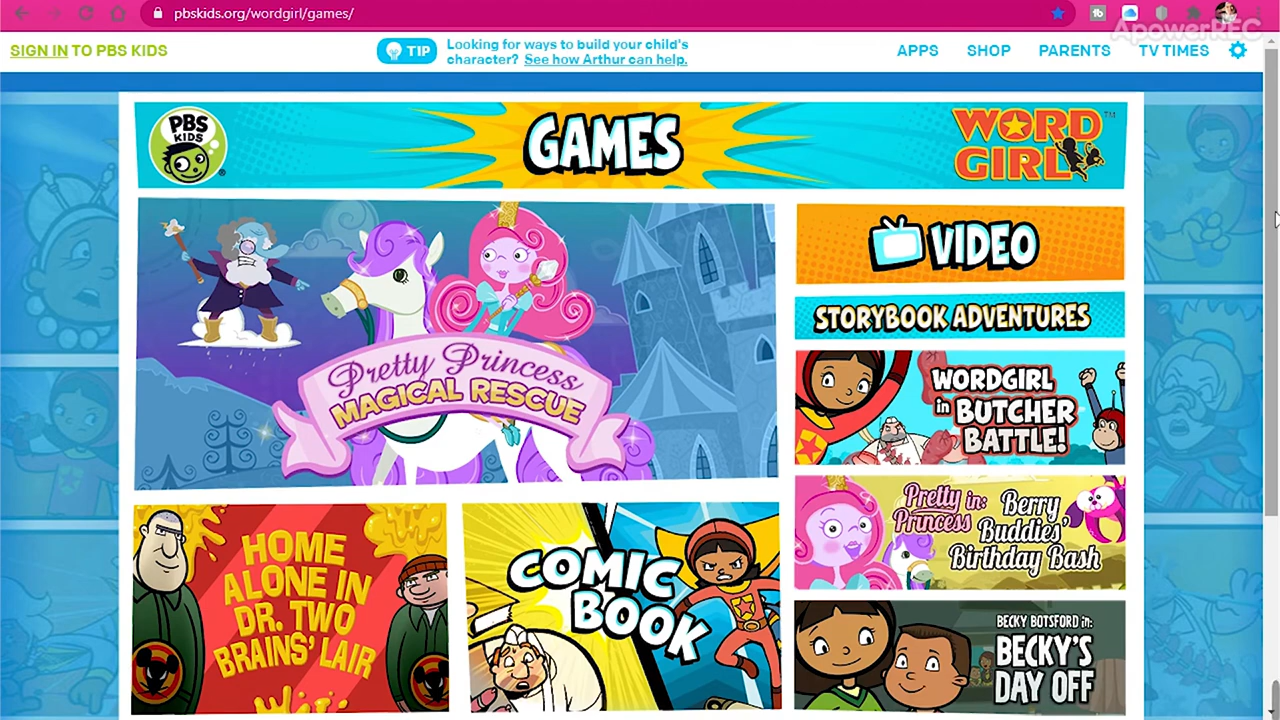 pbskids.org/wordgirl/games/
ApowerREC
SIGN IN TO PBS KIDS
TIP
Looking for ways to build your child's
character? See how Arthur can help.
APPS
SHOP
PARENTS
TV TIMES
PBS
KIDS
GAMES
WORD
GIRL
TM
VIDEO
STORYBOOK ADVENTURES
Pretty Princess
MAGICAL RESCUE
WORDGIRL
in BUTCHER
BATTLE!
Pretty in:
Princess
Berry
Buddies
Birthday Bash
HOME
ALONE IN
DR. TWO
BRAINS' LAIR
COMIC
BOOK
BECKY BOTSFORD in:
BECKY'S
DAY OFF